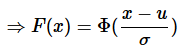 ⇒ F(x) = Φ((x − u)/σ)